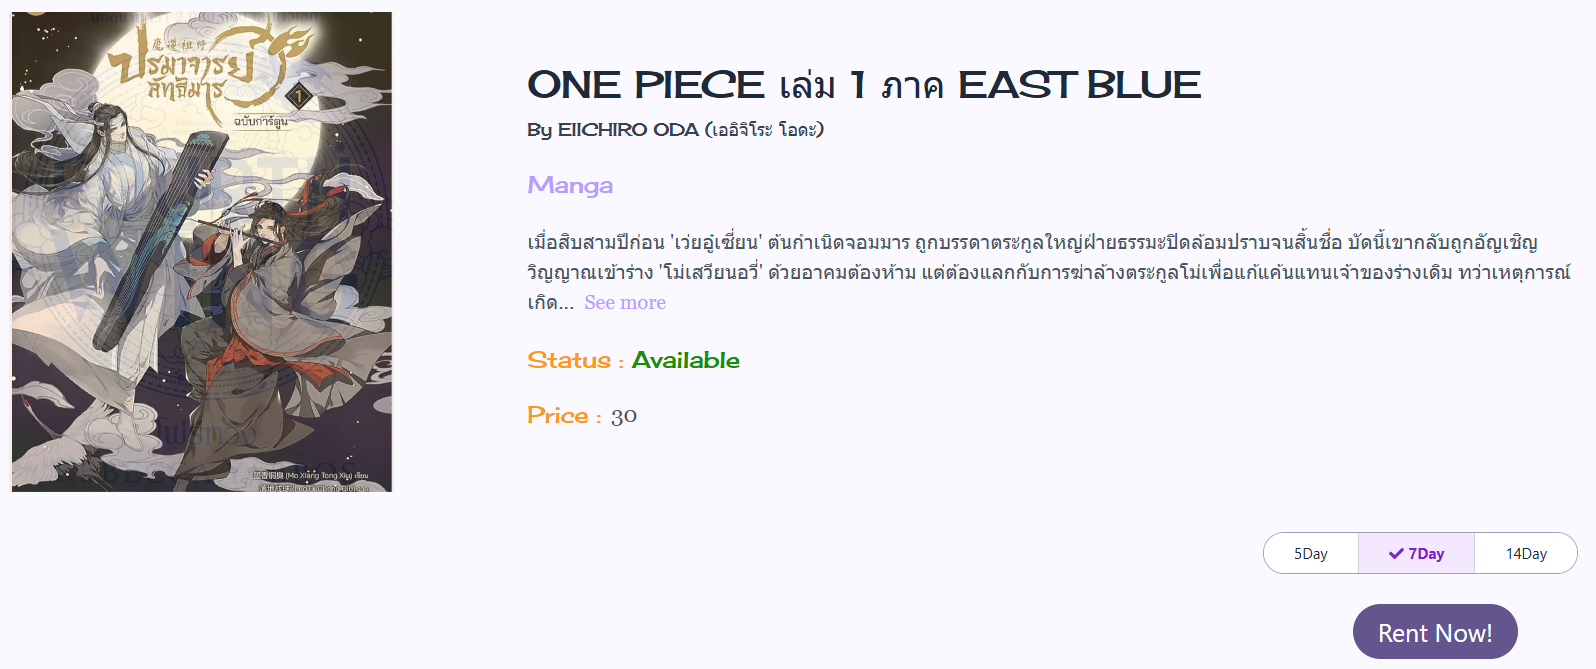 魔道祖师
ปรมาจารย์
ลัทธิมาร
1
ฉบับการ์ตูน
(Mo Xiang Tong Xiu) เขียน
ONE PIECE เล่ม 1 ภาค EAST BLUE
By EIICHIRO ODA (เออิจิโระ โอดะ)
Manga
เมื่อสิบสามปีก่อน 'เว่ยอู๋เซี่ยน' ต้นกำเนิดจอมมาร ถูกบรรดาตระกูลใหญ่ฝ่ายธรรมะปิดล้อมปราบจนสิ้นชื่อ บัดนี้เขากลับถูกอัญเชิญ
วิญญาณเข้าร่าง 'โม่เสวียนอวี่' ด้วยอาคมต้องห้าม แต่ต้องแลกกับการฆ่าล้างตระกูลโม่เพื่อแก้แค้นแทนเจ้าของร่างเดิม ทว่าเหตุการณ์
เกิด... See more
Status : Available
Price : 30
5Day 7Day 14Day
Rent Now!